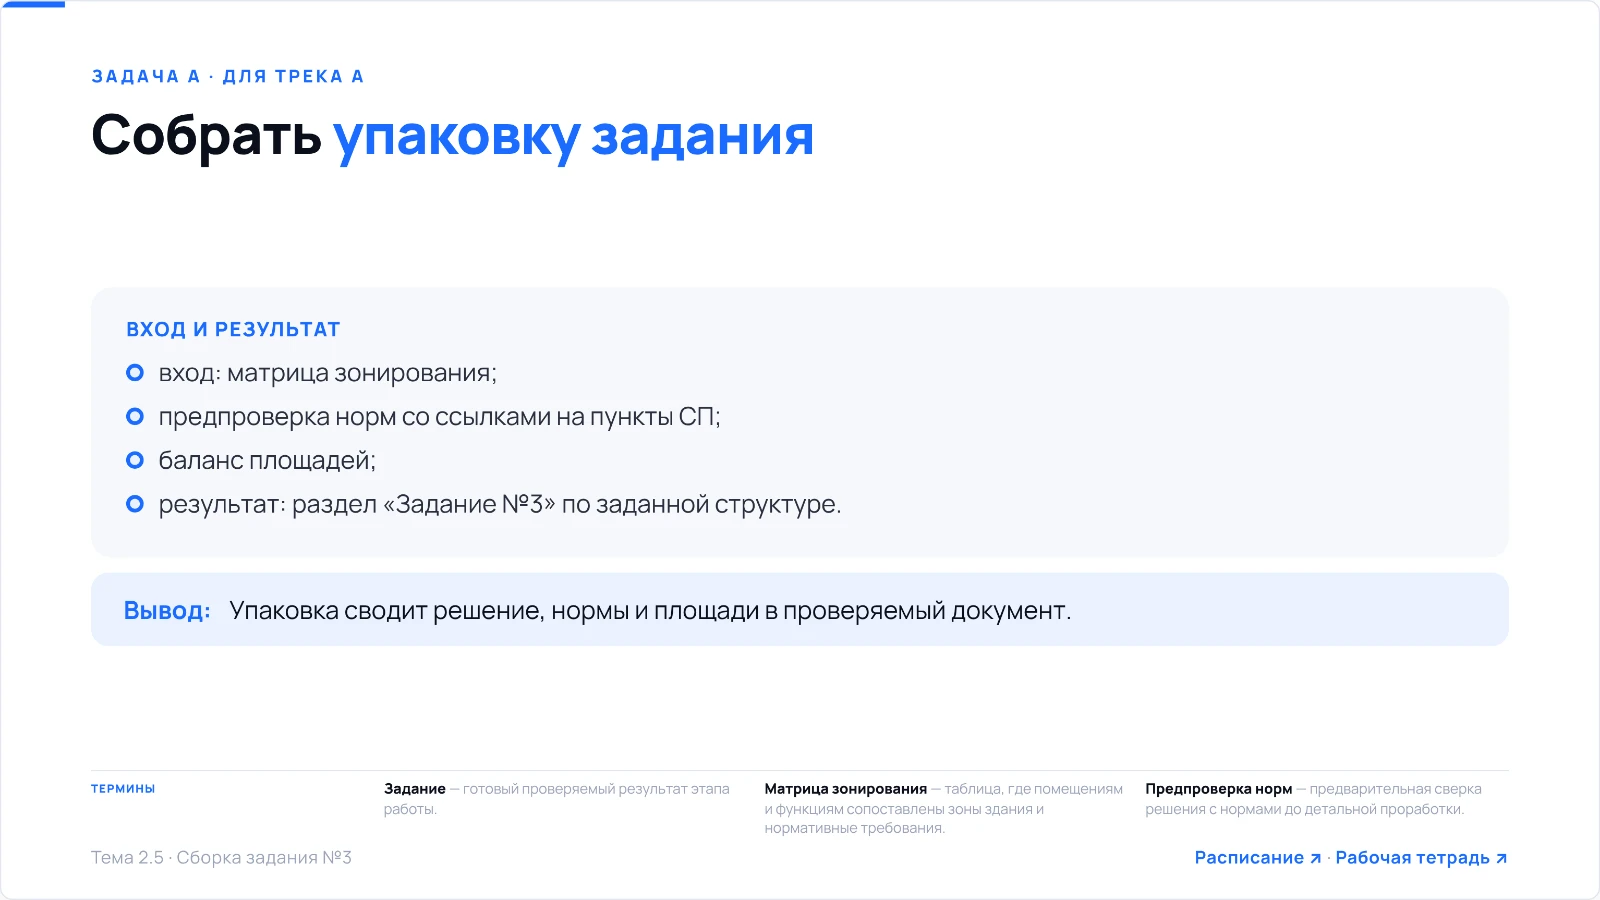 ЗАДАЧА А · ДЛЯ ТРЕКА А
Собрать упаковку задания
ВХОД И РЕЗУЛЬТАТ
вход: матрица зонирования;
предпроверка норм со ссылками на пункты СП;
баланс площадей;
результат: раздел «Задание №3» по заданной структуре.
Вывод: Упаковка сводит решение, нормы и площади в проверяемый документ.
ТЕРМИНЫ
Задание — готовый проверяемый результат этапа
работы.
Матрица зонирования — таблица, где помещениям
и функциям сопоставлены зоны здания и
нормативные требования.
Предпроверка норм — предварительная сверка
решения с нормами до детальной проработки.
Тема 2.5 · Сборка задания №3
Расписание ↗ · Рабочая тетрадь ↗